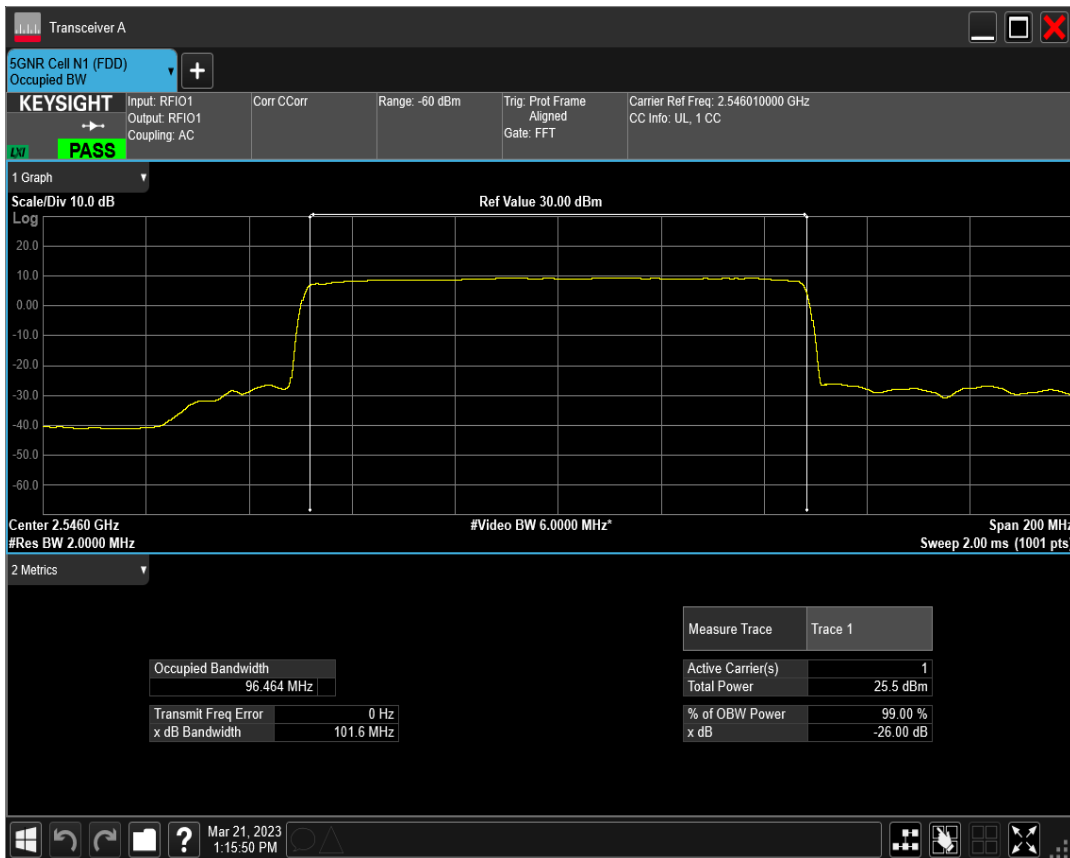 Transceiver A
5GNR Cell N1 (FDD)
Occupied BW
+
KEYSIGHT
LXI
PASS
Input: RFIO1
Output: RFIO1
Coupling: AC
Corr CCorr
Range: -60 dBm
Trig: Prot Frame
Aligned
Gate: FFT
Carrier Ref Freq: 2.546010000 GHz
CC Info: UL, 1 CC
1 Graph
Scale/Div 10.0 dB
Ref Value 30.00 dBm
Log
20.0
10.0
0.00
-10.0
-20.0
-30.0
-40.0
-50.0
-60.0
Center 2.5460 GHz
#Video BW 6.0000 MHz*
Span 200 MHz
#Res BW 2.0000 MHz
Sweep 2.00 ms (1001 pts)
2 Metrics
Measure Trace Trace 1
Occupied Bandwidth
96.464 MHz
Active Carrier(s) 1
Total Power 25.5 dBm
Transmit Freq Error 0 Hz
x dB Bandwidth 101.6 MHz
% of OBW Power 99.00 %
x dB -26.00 dB
?
Mar 21, 2023
1:15:50 PM